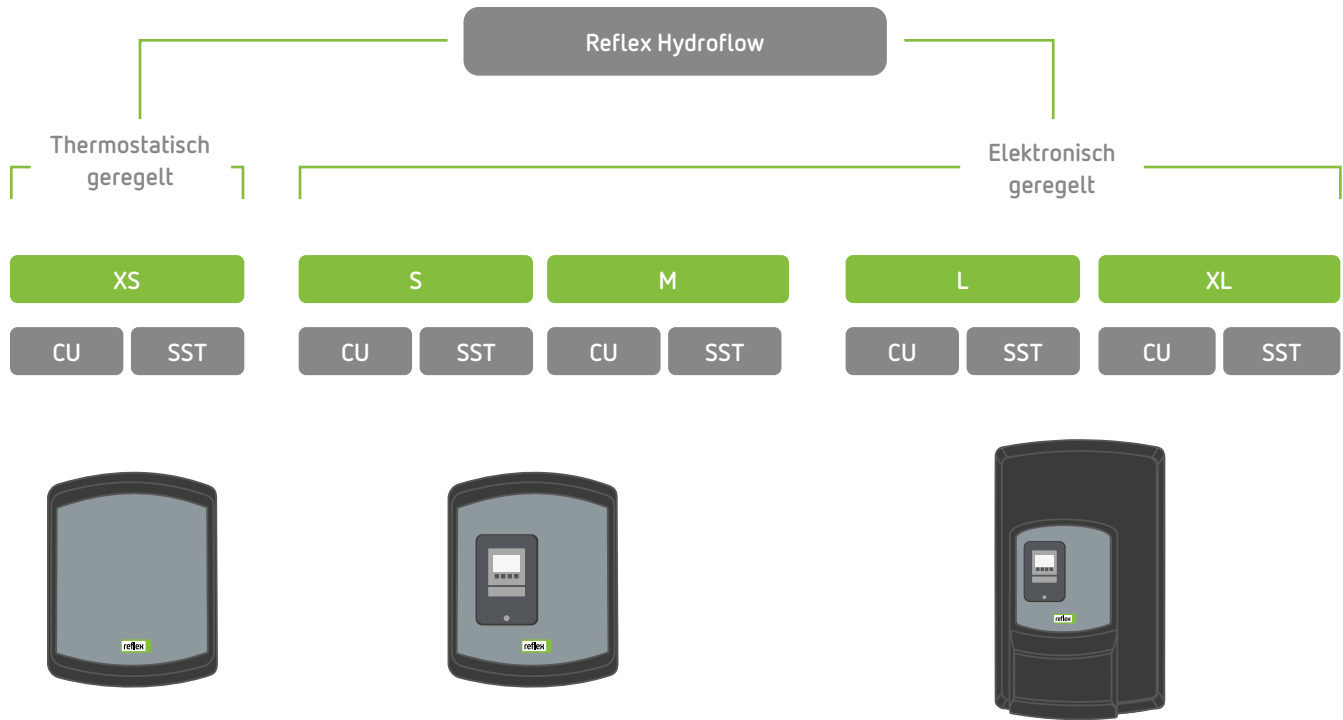 Reflex Hydroflow
Thermostatisch
geregelt
Elektronisch
geregelt
XS
S
M
L
XL
CU
SST
CU
SST
CU
SST
CU
SST
CU
SST
reflex
reflex
reflex